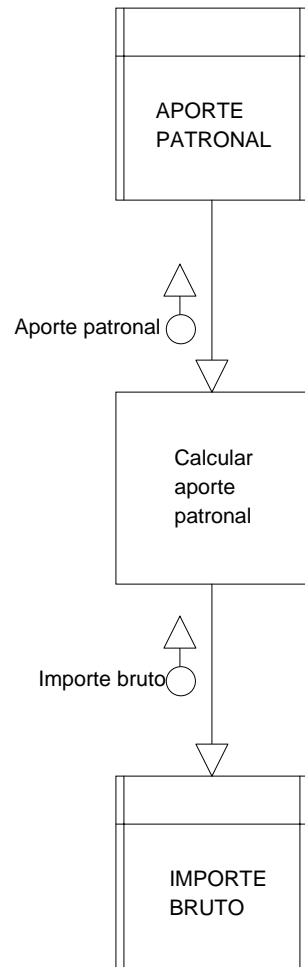 APORTE
PATRONAL
Aporte patronal
Calcular
aporte
patronal
Importe bruto
IMPORTE
BRUTO